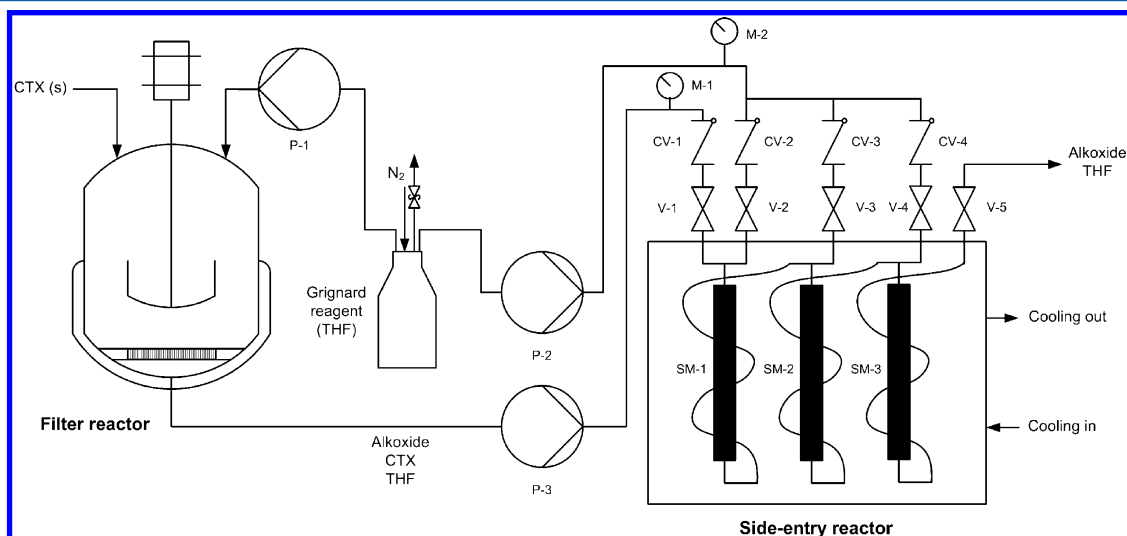 M-2
CTX (s)
M-1
P-1
CV-1
CV-2
CV-3
CV-4
Alkoxide
THF
N2
V-1
V-2
V-3
V-4
V-5
Grignard
reagent
(THF)
P-2
Cooling out
SM-1
SM-2
SM-3
Filter reactor
Cooling in
Alkoxide
CTX
THF
P-3
Side-entry reactor